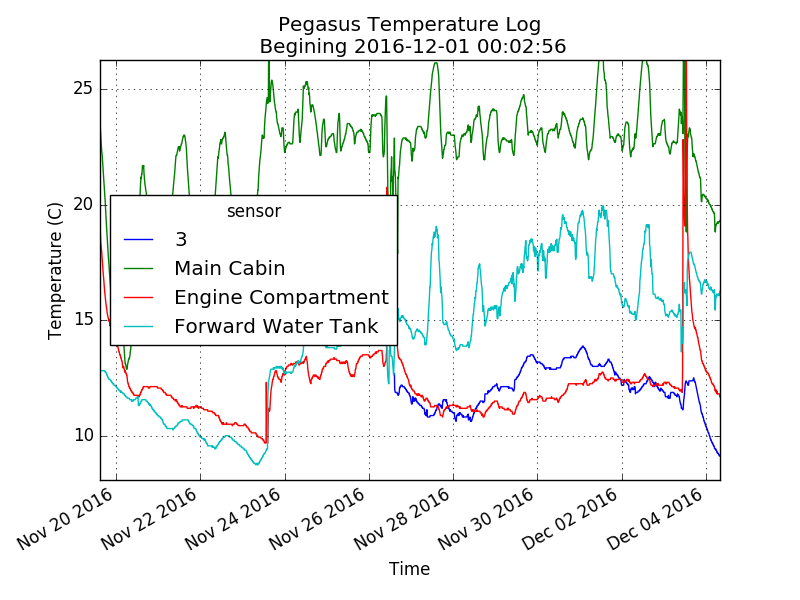 Pegasus Temperature Log
Begining 2016-12-01 00:02:56
Temperature (C)
25
20
15
10
sensor
3
Main Cabin
Engine Compartment
Forward Water Tank
Nov 20 2016
Nov 22 2016
Nov 24 2016
Nov 26 2016
Nov 28 2016
Nov 30 2016
Dec 02 2016
Dec 04 2016
Time